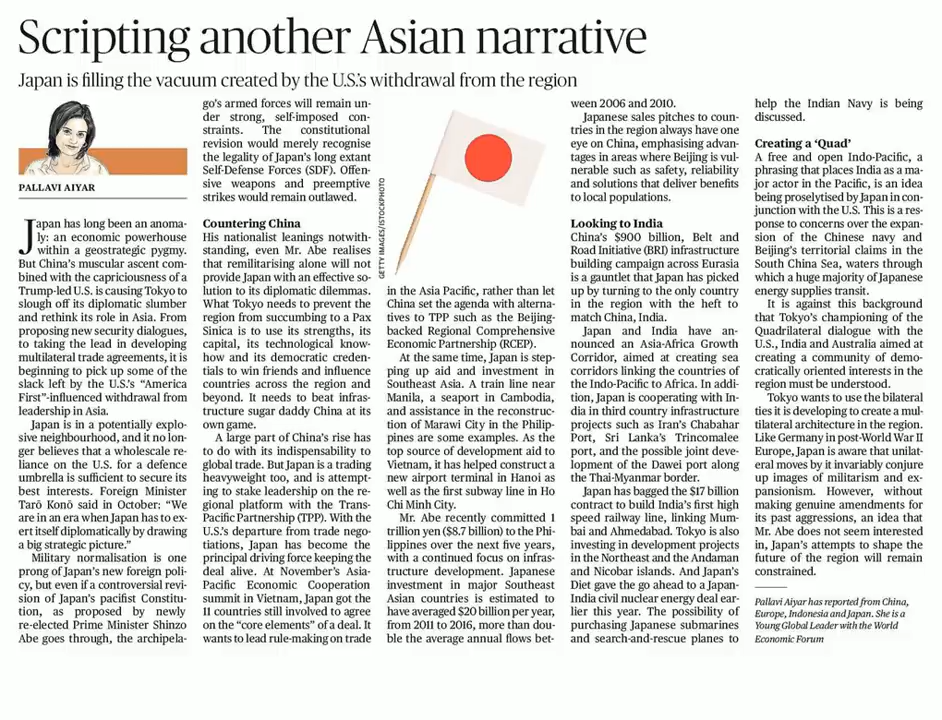 Scripting another Asian narrative
Japan is filling the vacuum created by the U.S.'s withdrawal from the region
PALLAVI AIYAR
Japan has long been an anoma-
ly: an economic powerhouse
within a geostrategic pygmy.
But China's muscular ascent com-
bined with the capriciousness of a
Trump-led U.S. is causing Tokyo to
slough off its diplomatic slumber
and rethink its role in Asia. From
proposing new security dialogues,
to taking the lead in developing
multilateral trade agreements, it is
beginning to pick up some of the
slack left by the U.S.'s "America
First"-influenced withdrawal from
leadership in Asia.
Japan is in a potentially explo-
sive neighbourhood, and it no lon-
ger believes that a wholescale re-
liance on the U.S. for a defence
umbrella is sufficient to secure its
best interests. Foreign Minister
Tarō Konō said in October: "We
are in an era when Japan has to ex-
ert itself diplomatically by drawing
a big strategic picture."
Military normalisation is one
prong of Japan's new foreign poli-
cy, but even if a controversial revi-
sion of Japan's pacifist Constitu-
tion, as proposed by newly
re-elected Prime Minister Shinzo
Abe goes through, the archipela-
go's armed forces will remain un-
der strong, self-imposed con-
straints. The constitutional
revision would merely recognise
the legality of Japan's long extant
Self-Defense Forces (SDF). Offen-
sive weapons and preemptive
strikes would remain outlawed.
Countering China
His nationalist leanings notwith-
standing, even Mr. Abe realises
that remilitarising alone will not
provide Japan with an effective so-
lution to its diplomatic dilemmas.
What Tokyo needs to prevent the
region from succumbing to a Pax
Sinica is to use its strengths, its
capital, its technological know-
how and its democratic creden-
tials to win friends and influence
countries across the region and
beyond. It needs to beat infras-
tructure sugar daddy China at its
own game.
A large part of China's rise has
to do with its indispensability to
global trade. But Japan is a trading
heavyweight too, and is attempt-
ing to stake leadership on the re-
gional platform with the Trans-
Pacific Partnership (TPP). With the
U.S.'s departure from trade nego-
tiations, Japan has become the
principal driving force keeping the
deal alive. At November's Asia-
Pacific Economic Cooperation
summit in Vietnam, Japan got the
11 countries still involved to agree
on the "core elements" of a deal. It
wants to lead rule-making on trade
GETTY IMAGES/ISTOCKPHOTO
in the Asia Pacific, rather than let
China set the agenda with alterna-
tives to TPP such as the Beijing-
backed Regional Comprehensive
Economic Partnership (RCEP).
At the same time, Japan is step-
ping up aid and investment in
Southeast Asia. A train line near
Manila, a seaport in Cambodia,
and assistance in the reconstruc-
tion of Marawi City in the Philip-
pines are some examples. As the
top source of development aid to
Vietnam, it has helped construct a
new airport terminal in Hanoi as
well as the first subway line in Ho
Chi Minh City.
Mr. Abe recently committed 1
trillion yen ($8.7 billion) to the Phi-
lippines over the next five years,
with a continued focus on infras-
tructure development. Japanese
investment in major Southeast
Asian countries is estimated to
have averaged $20 billion per year,
from 2011 to 2016, more than dou-
ble the average annual flows bet-
ween 2006 and 2010.
Japanese sales pitches to coun-
tries in the region always have one
eye on China, emphasising advan-
tages in areas where Beijing is vul-
nerable such as safety, reliability
and solutions that deliver benefits
to local populations.
Looking to India
China's $900 billion, Belt and
Road Initiative (BRI) infrastructure
building campaign across Eurasia
is a gauntlet that Japan has picked
up by turning to the only country
in the region with the heft to
match China, India.
Japan and India have an-
nounced an Asia-Africa Growth
Corridor, aimed at creating sea
corridors linking the countries of
the Indo-Pacific to Africa. In addi-
tion, Japan is cooperating with In-
dia in third country infrastructure
projects such as Iran's Chabahar
Port, Sri Lanka's Trincomalee
port, and the possible joint deve-
lopment of the Dawei port along
the Thai-Myanmar border.
Japan has bagged the $17 billion
contract to build India's first high
speed railway line, linking Mum-
bai and Ahmedabad. Tokyo is also
investing in development projects
in the Northeast and the Andaman
and Nicobar islands. And Japan's
Diet gave the go ahead to a Japan-
India civil nuclear energy deal ear-
lier this year. The possibility of
purchasing Japanese submarines
and search-and-rescue planes to
help the Indian Navy is being
discussed.
Creating a 'Quad'
A free and open Indo-Pacific, a
phrasing that places India as a ma-
jor actor in the Pacific, is an idea
being proselytised by Japan in con-
junction with the U.S. This is a res-
ponse to concerns over the expan-
sion of the Chinese navy and
Beijing's territorial claims in the
South China Sea, waters through
which a huge majority of Japanese
energy supplies transit.
It is against this background
that Tokyo's championing of the
Quadrilateral dialogue with the
U.S., India and Australia aimed at
creating a community of demo-
cratically oriented interests in the
region must be understood.
Tokyo wants to use the bilateral
ties it is developing to create a mul-
tilateral architecture in the region.
Like Germany in post-World War II
Europe, Japan is aware that unilat-
eral moves by it invariably conjure
up images of militarism and ex-
pansionism. However, without
making genuine amendments for
its past aggressions, an idea that
Mr. Abe does not seem interested
in, Japan's attempts to shape the
future of the region will remain
constrained.
Pallavi Aiyar has reported from China,
Europe, Indonesia and Japan. She is a
Young Global Leader with the World
Economic Forum